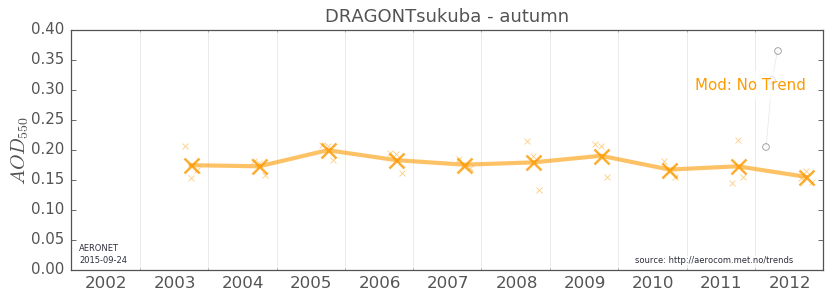 DRAGONTsukuba - autumn
0.40
0.35
0.30
0.25
0.20
0.15
0.10
0.05
0.00
AOD550
Mod: No Trend
AERONET
2015-09-24
source: http://aerocom.met.no/trends
2002 2003 2004 2005 2006 2007 2008 2009 2010 2011 2012